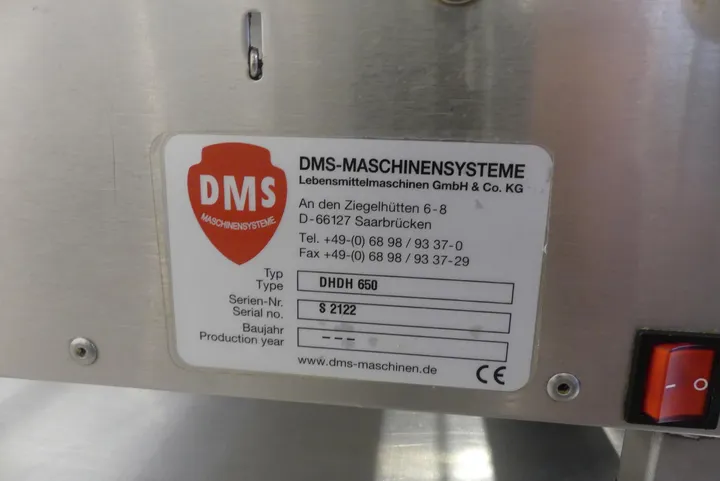 DMS
MASCHINENSYSTEME
DMS-MASCHINENSYSTEME
Lebensmittelmaschinen GmbH & Co. KG
An den Ziegelhütten 6-8
D-66127 Saarbrücken
Tel. +49-(0) 68 98 / 93 37-0
Fax +49-(0) 68 98 / 93 37-29
Typ
Type DHDH 650
Serien-Nr.
Serial no. S 2122
Baujahr
Production year ---
www.dms-maschinen.de CE